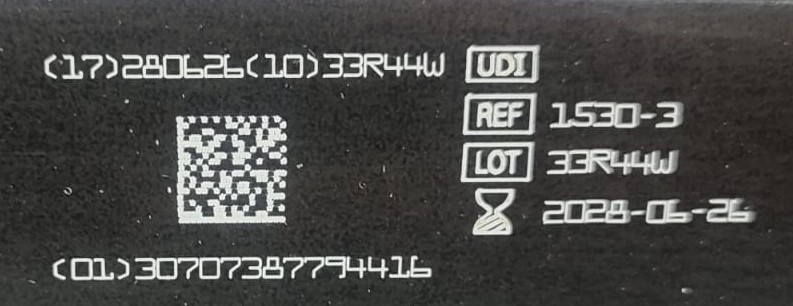 (17)280626(10)33R44W
UDI
REF 1530-3
LOT 33R44W
2028-06-26
(01)30707387794416